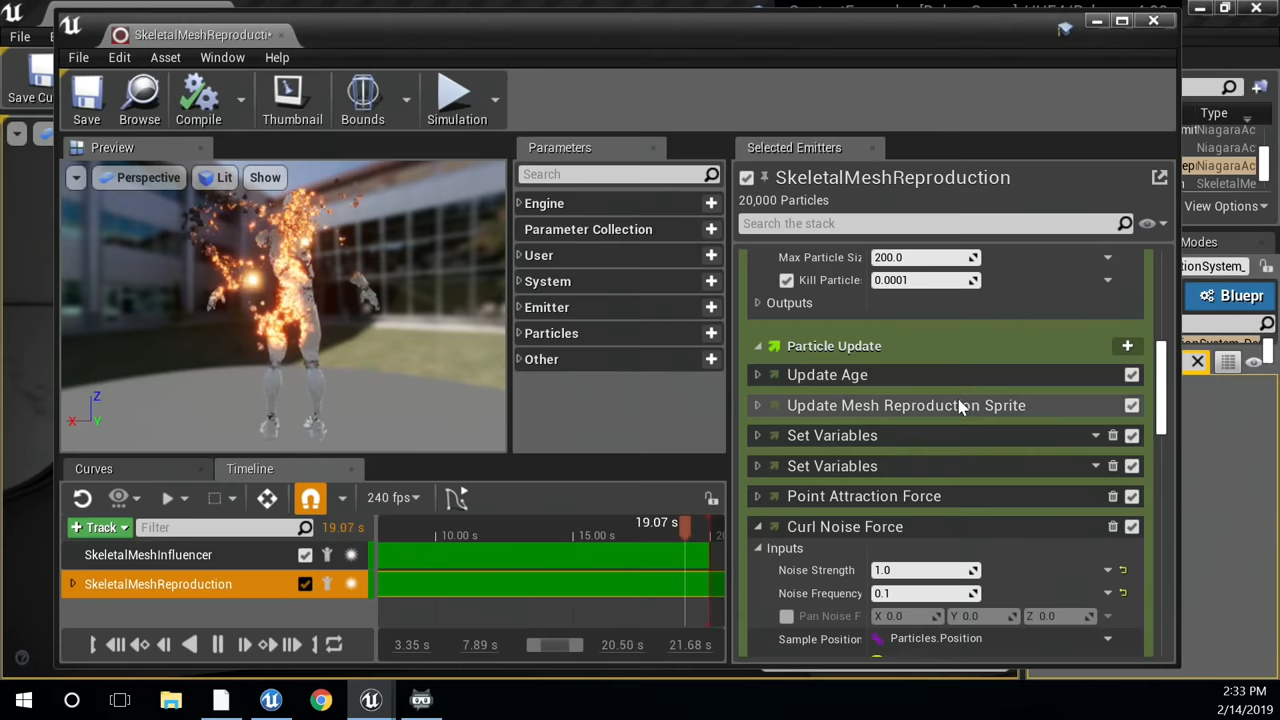 SkeletalMeshReproducti*
File
File Edit Asset Window Help
Save
Browse
Compile
Thumbnail
Bounds
Simulation
Save Cu
Type
NiagaraAc
NiagaraAc
NiagaraAc
SkeletalMe
View Options
Modes
tionSystem_
Bluepr
Preview
Perspective
Lit
Show
Z
X
Y
Parameters
Search
Engine
Parameter Collection
User
System
Emitter
Particles
Other
Selected Emitters
SkeletalMeshReproduction
20,000 Particles
Search the stack
Max Particle Siz 200.0
Kill Particle: 0.0001
Outputs
Particle Update
Update Age
Update Mesh Reproduction Sprite
Set Variables
Set Variables
Point Attraction Force
Curl Noise Force
Inputs
Noise Strength 1.0
Noise Frequency 0.1
Pan Noise F X 0.0 Y 0.0 Z 0.0
Sample Position Particles.Position
Curves
Timeline
240 fps
Track
Filter
19.07 s
19.07 s
10.00 s
15.00 s
SkeletalMeshInfluencer
SkeletalMeshReproduction
3.35 s
7.89 s
20.50 s
21.68 s
2:33 PM
2/14/2019